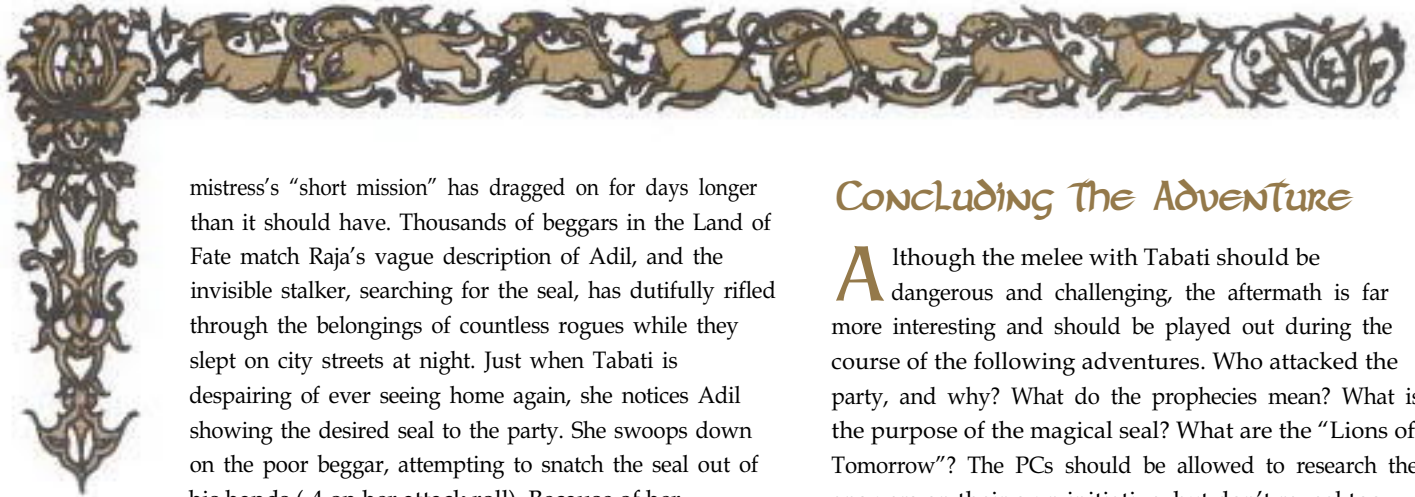 mistress's “short mission” has dragged on for days longer
than it should have. Thousands of beggars in the Land of
Fate match Raja's vague description of Adil, and the
invisible stalker, searching for the seal, has dutifully rifled
through the belongings of countless rogues while they
slept on city streets at night. Just when Tabati is
despairing of ever seeing home again, she notices Adil
showing the desired seal to the party. She swoops down
on the poor beggar, attempting to snatch the seal out of
Concluding The Adventure
Although the melee with Tabati should be
dangerous and challenging, the aftermath is far
more interesting and should be played out during the
course of the following adventures. Who attacked the
party, and why? What do the prophecies mean? What is
the purpose of the magical seal? What are the “Lions of
Tomorrow”? The PCs should be allowed to research the